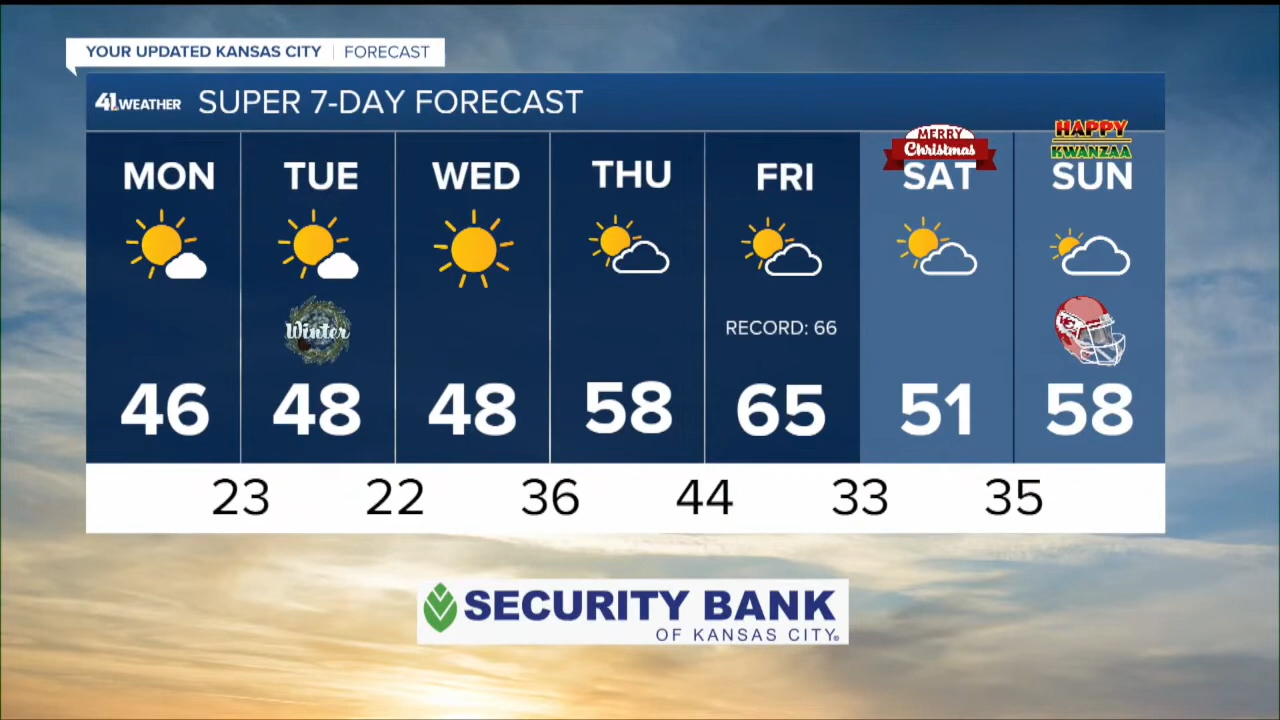 YOUR UPDATED KANSAS CITY | FORECAST
41 WEATHER SUPER 7-DAY FORECAST
MERRY
Christmas
HAPPY
KWANZAA
MON TUE WED THU FRI SAT SUN
Winter
RECORD: 66
KC
46 48 48 58 65 51 58
23 22 36 44 33 35
SECURITY BANK
OF KANSAS CITY®